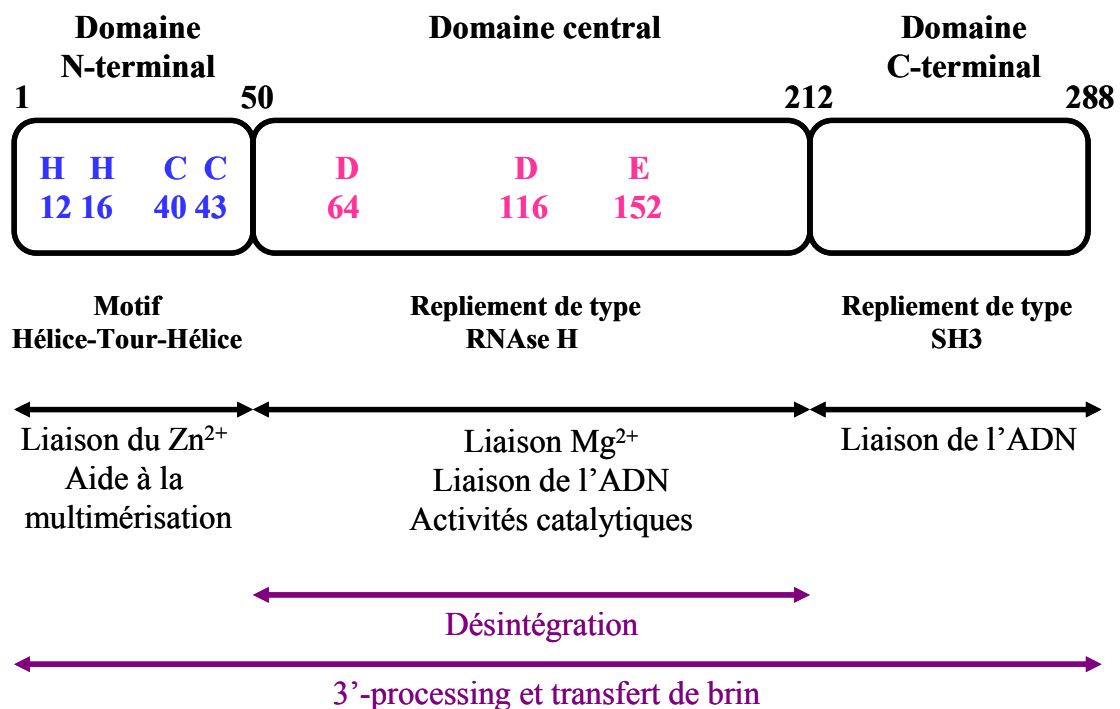 Domaine
N-terminal
Domaine central
Domaine
C-terminal
1
50
212
288
H H C C
12 16 40 43
D D E
64 116 152
Motif
Hélice-Tour-Hélice
Repliement de type
RNAse H
Repliement de type
SH3
Liaison du Zn²⁺
Aide à la
multimérisation
Liaison Mg²⁺
Liaison de l’ADN
Activités catalytiques
Liaison de l’ADN
Désintégration
3’-processing et transfert de brin